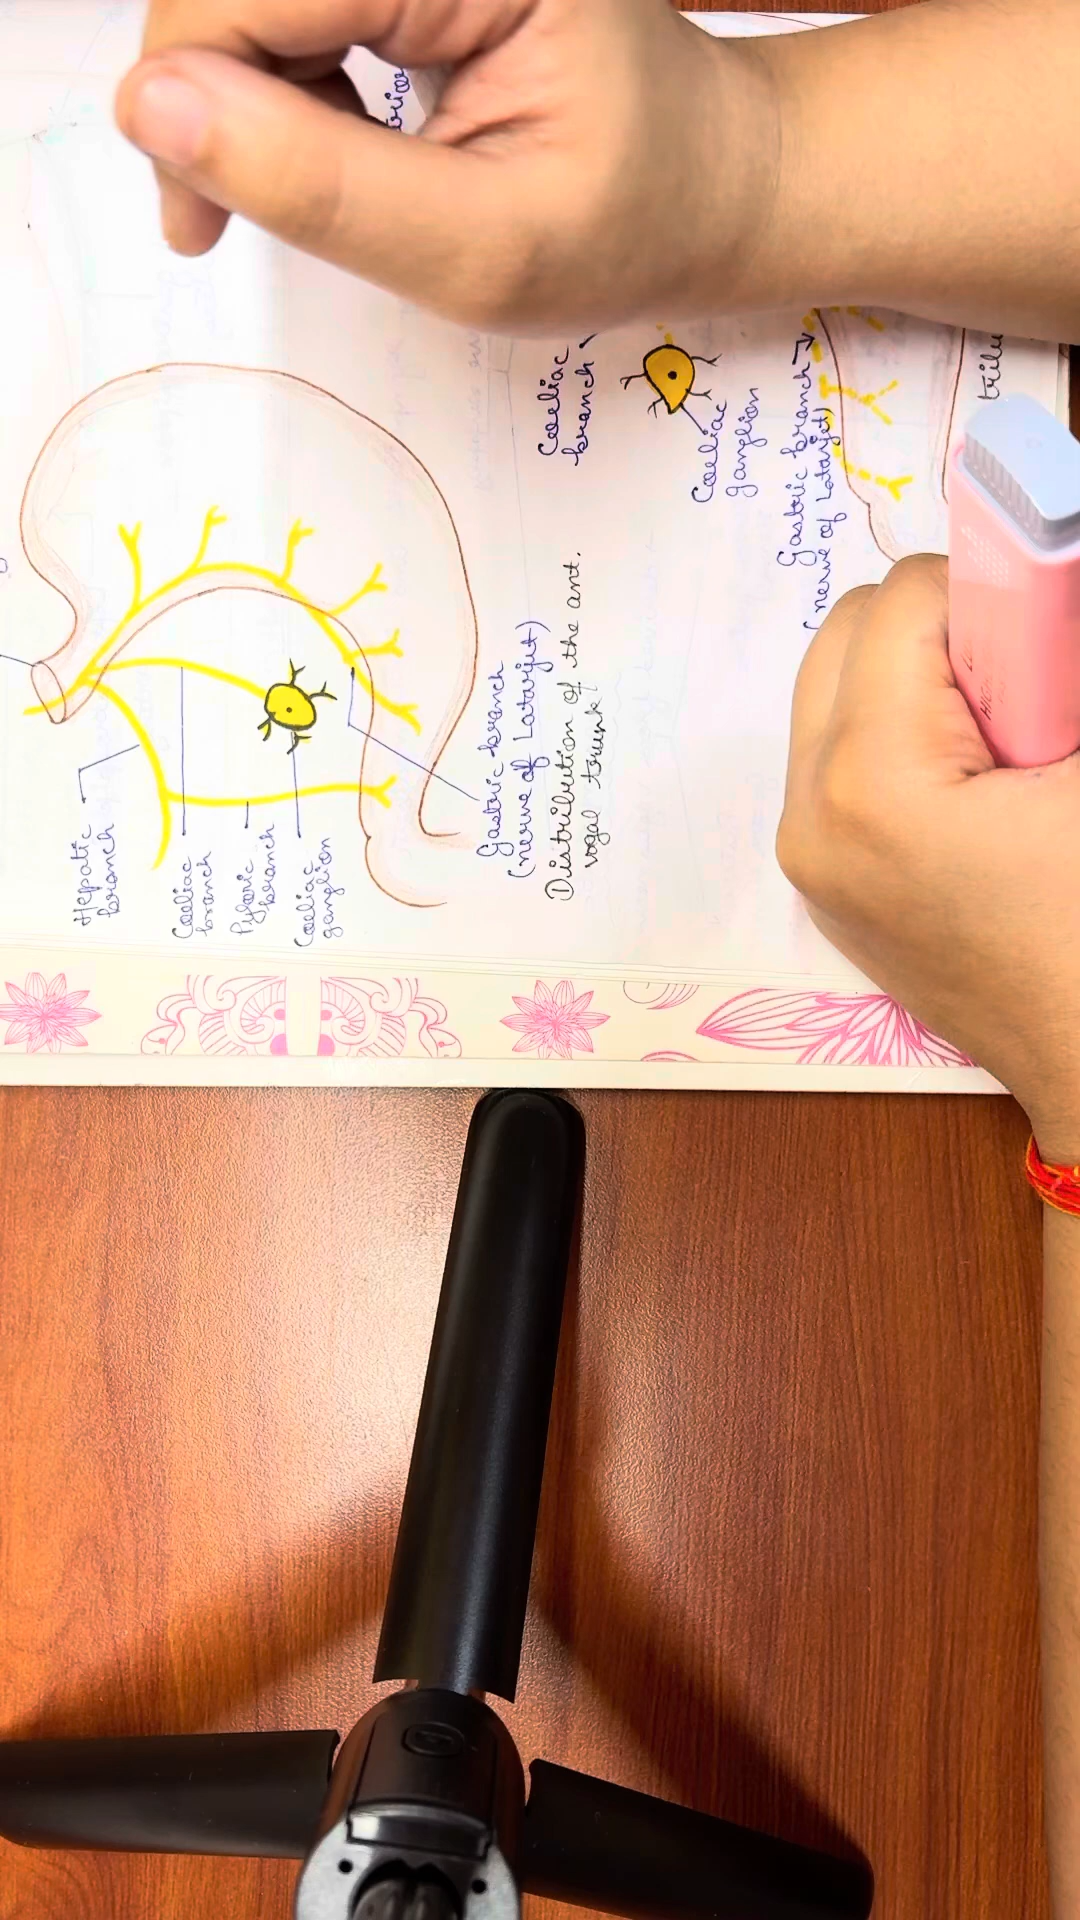 Hepatic
branch
Coeliac
branch
Pyloric
branch
Coeliac
ganglion
Gastric branch
(nerve of Latarjet)
Distribution of the ant.
vagal trunk
Coeliac
branch
Coeliac
ganglion
Gastric branch
(nerve of Latarjet)